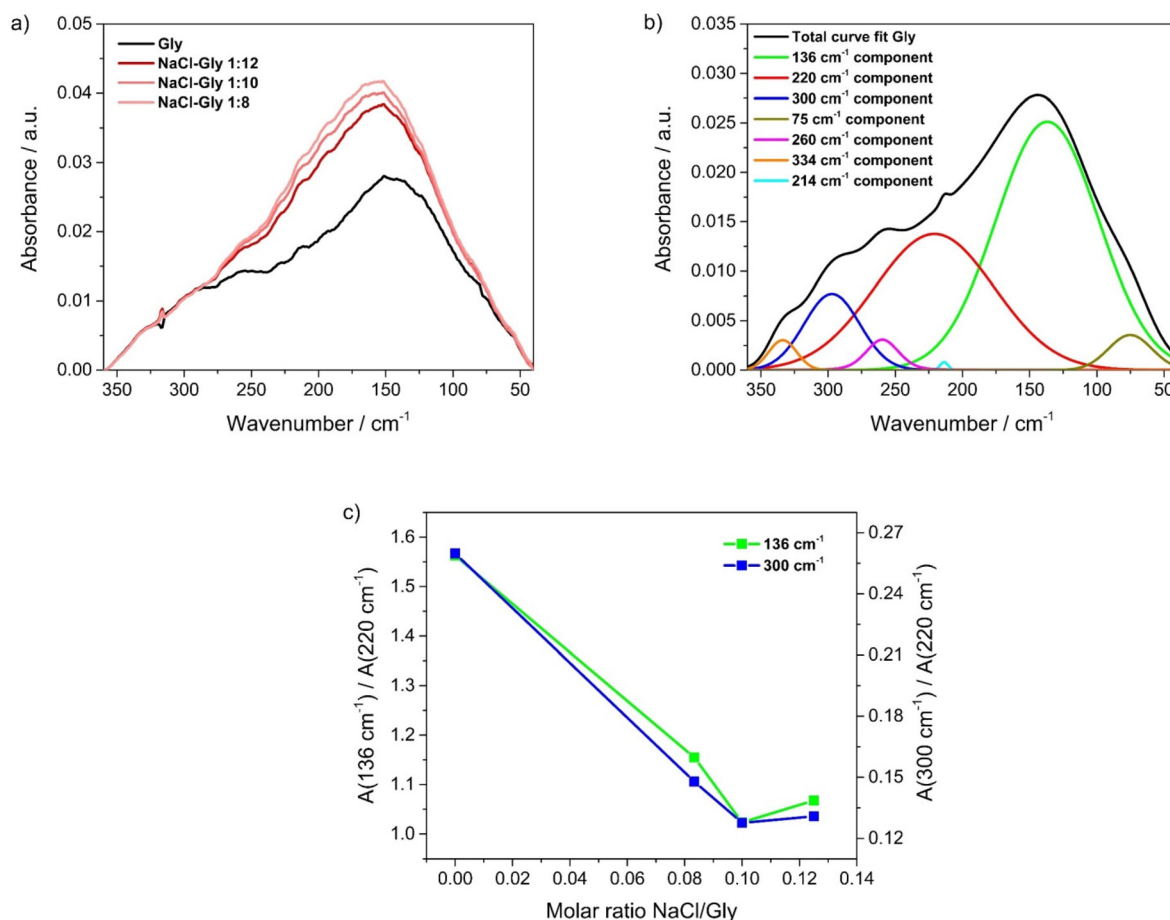 a)
0.05
0.04
0.03
0.02
0.01
0.00
Absorbance / a.u.
Gly
NaCl-Gly 1:12
NaCl-Gly 1:10
NaCl-Gly 1:8
350 300 250 200 150 100 50
Wavenumber / cm⁻¹
b)
0.035
0.030
0.025
0.020
0.015
0.010
0.005
0.000
Absorbance / a.u.
Total curve fit Gly
136 cm⁻¹ component
220 cm⁻¹ component
300 cm⁻¹ component
75 cm⁻¹ component
260 cm⁻¹ component
334 cm⁻¹ component
214 cm⁻¹ component
350 300 250 200 150 100 50
Wavenumber / cm⁻¹
c)
1.6
1.5
1.4
1.3
1.2
1.1
1.0
A(136 cm⁻¹) / A(220 cm⁻¹)
136 cm⁻¹
300 cm⁻¹
0.27
0.24
0.21
0.18
0.15
0.12
A(300 cm⁻¹) / A(220 cm⁻¹)
0.00 0.02 0.04 0.06 0.08 0.10 0.12 0.14
Molar ratio NaCl/Gly